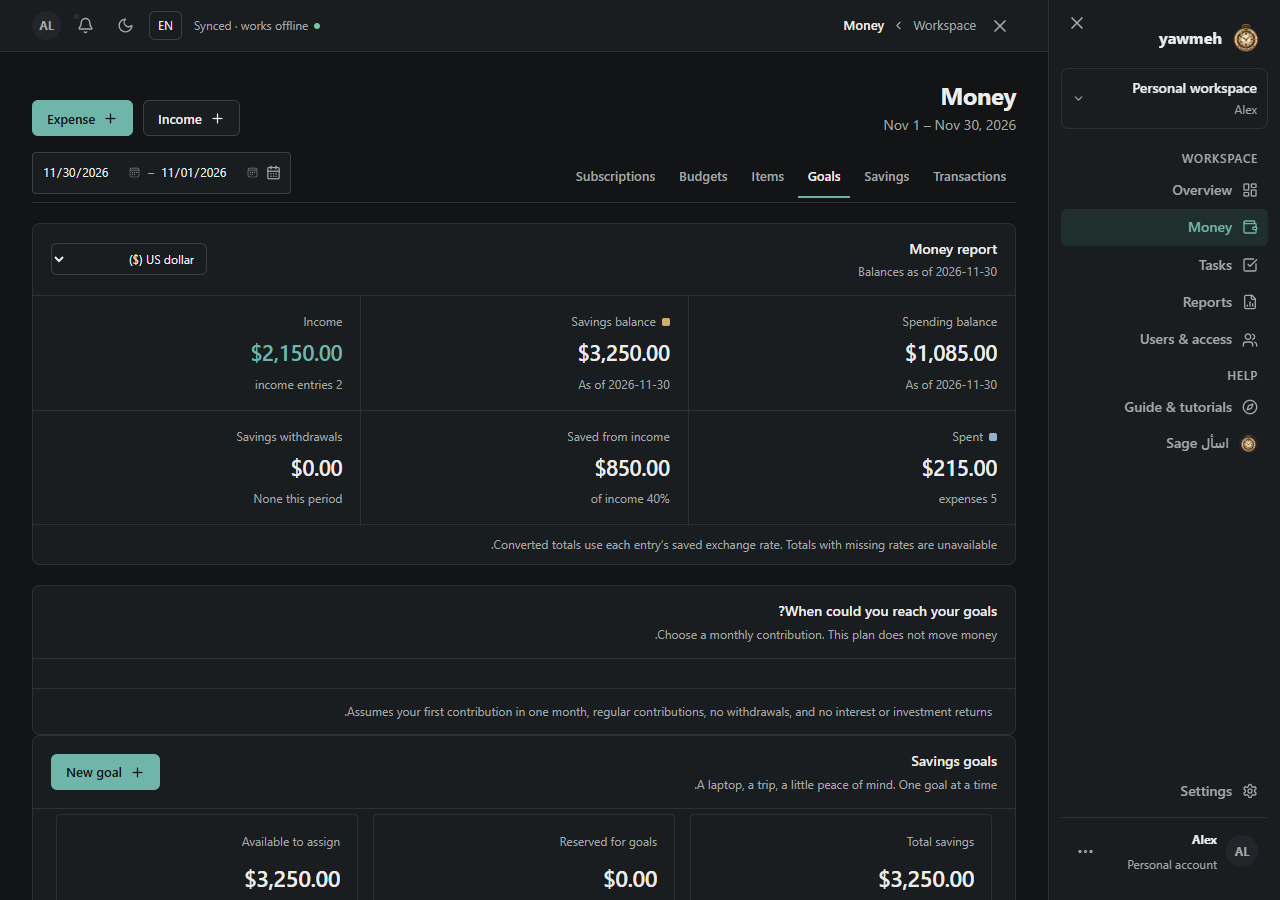 yawmeh
Personal workspace
Alex
WORKSPACE
Overview
Money
Tasks
Reports
Users & access
HELP
Guide & tutorials
اسأل Sage
Settings
Alex
Personal account
AL
Money
Workspace
Synced · works offline
EN
AL
Money
Nov 1 – Nov 30, 2026
Income
Expense
Transactions
Savings
Goals
Items
Budgets
Subscriptions
11/30/2026 – 11/01/2026
Money report
Balances as of 2026-11-30
($) US dollar
Spending balance
$1,085.00
As of 2026-11-30
Savings balance
$3,250.00
As of 2026-11-30
Income
$2,150.00
income entries 2
Spent
$215.00
expenses 5
Saved from income
$850.00
of income 40%
Savings withdrawals
$0.00
None this period
.Converted totals use each entry's saved exchange rate. Totals with missing rates are unavailable
?When could you reach your goals
.Choose a monthly contribution. This plan does not move money
.Assumes your first contribution in one month, regular contributions, no withdrawals, and no interest or investment returns
Savings goals
.A laptop, a trip, a little peace of mind. One goal at a time
New goal
Total savings
$3,250.00
Reserved for goals
$0.00
Available to assign
$3,250.00